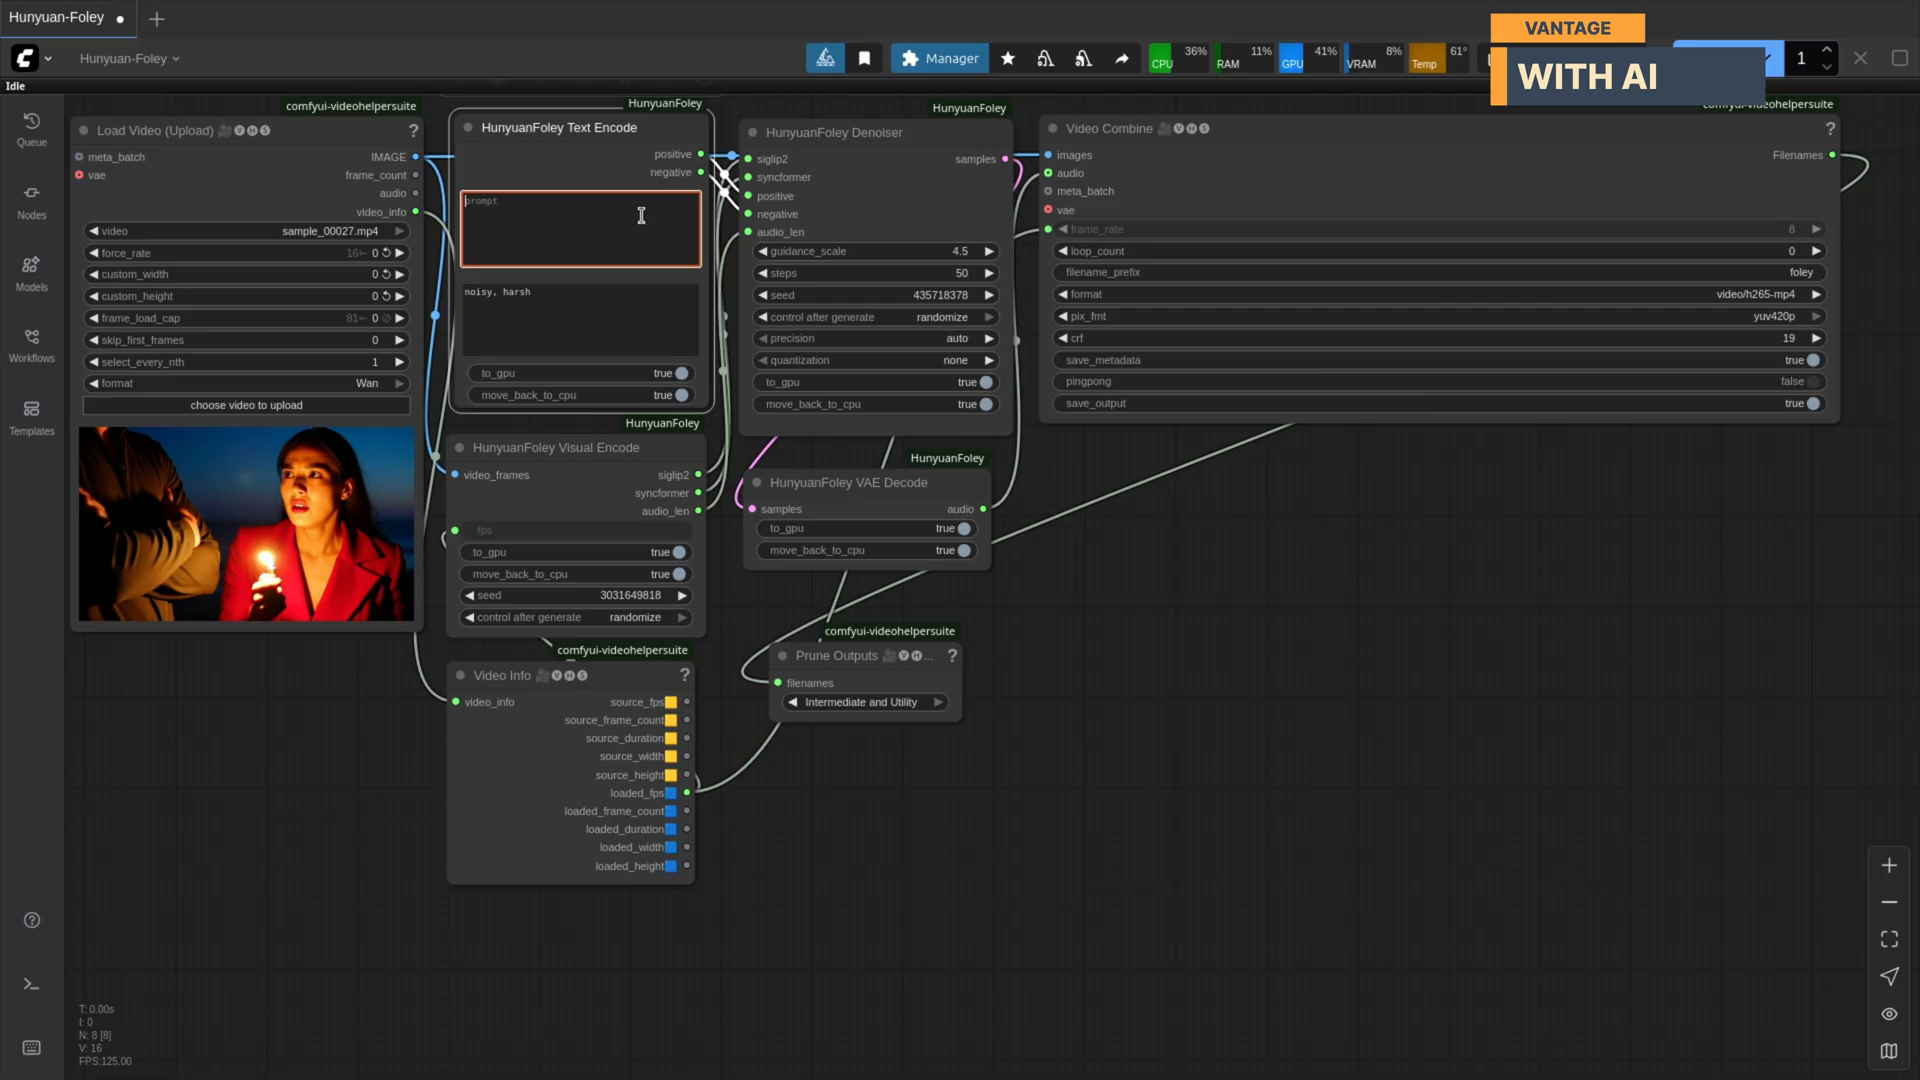 Hunyuan-Foley
Hunyuan-Foley
Manager
36%
CPU
11%
RAM
41%
GPU
8%
VRAM
61°
Temp
1
VANTAGE
WITH AI
Idle
Queue
Nodes
Models
Workflows
Templates
comfyui-videohelpersuite
Load Video (Upload)
?
meta_batch
IMAGE
vae
frame_count
audio
video_info
video sample_00027.mp4
force_rate 16← 0
custom_width 0
custom_height 0
frame_load_cap 81← 0
skip_first_frames 0
select_every_nth 1
format Wan
choose video to upload
HunyuanFoley
HunyuanFoley Text Encode
positive
negative
prompt
noisy, harsh
to_gpu true
move_back_to_cpu true
HunyuanFoley
HunyuanFoley Visual Encode
video_frames
siglip2
syncformer
audio_len
fps
to_gpu true
move_back_to_cpu true
seed 3031649818
control after generate randomize
comfyui-videohelpersuite
Video Info
?
video_info
source_fps
source_frame_count
source_duration
source_width
source_height
loaded_fps
loaded_frame_count
loaded_duration
loaded_width
loaded_height
HunyuanFoley
HunyuanFoley Denoiser
siglip2
samples
syncformer
positive
negative
audio_len
guidance_scale 4.5
steps 50
seed 435718378
control after generate randomize
precision auto
quantization none
to_gpu true
move_back_to_cpu true
HunyuanFoley
HunyuanFoley VAE Decode
samples
audio
to_gpu true
move_back_to_cpu true
comfyui-videohelpersuite
Prune Outputs
...
?
filenames
Intermediate and Utility
comfyui-videohelpersuite
Video Combine
?
images
Filenames
audio
meta_batch
vae
frame_rate 8
loop_count 0
filename_prefix foley
format video/h265-mp4
pix_fmt yuv420p
crf 19
save_metadata true
pingpong false
save_output true
T: 0.00s
I: 0
N: 8 [8]
V: 16
FPS:125.00